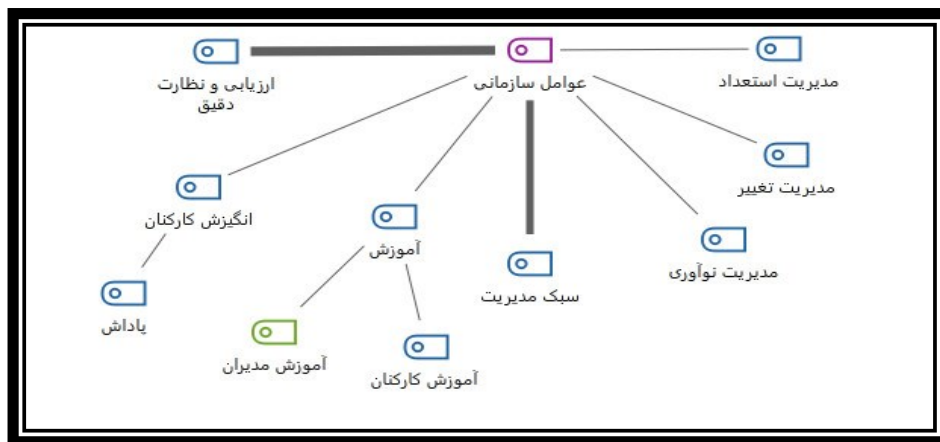 مدیریت استعداد
عوامل سازمانی
ارزیابی و نظارت
دقیق
مدیریت تغییر
انگیزش کارکنان
آموزش
مدیریت نوآوری
سبک مدیریت
پاداش
آموزش مدیران
آموزش کارکنان